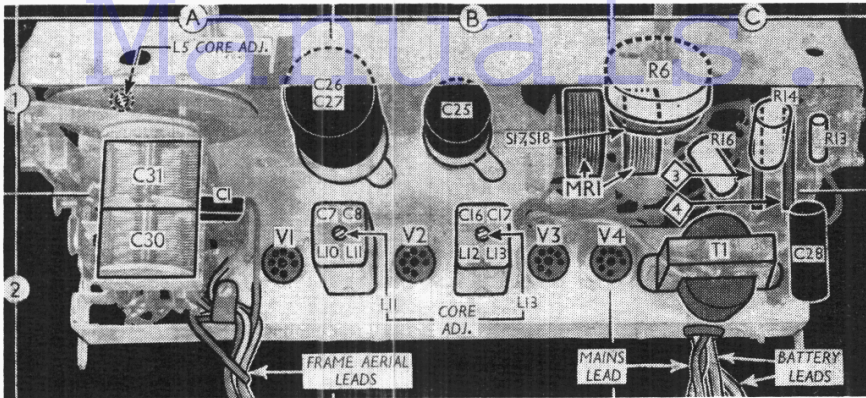 Manuals.
A
B
C
1
2
L5 CORE ADJ.
C26
C27
C25
R6
R14
R13
S17,S18
R16
MR1
3
4
C31
C30
C1
C7 C8
L10 L11
C16 C17
L12 L13
V1
V2
V3
V4
T1
C28
L11
L13
CORE
ADJ.
FRAME AERIAL
LEADS
MAINS
LEAD
BATTERY
LEADS